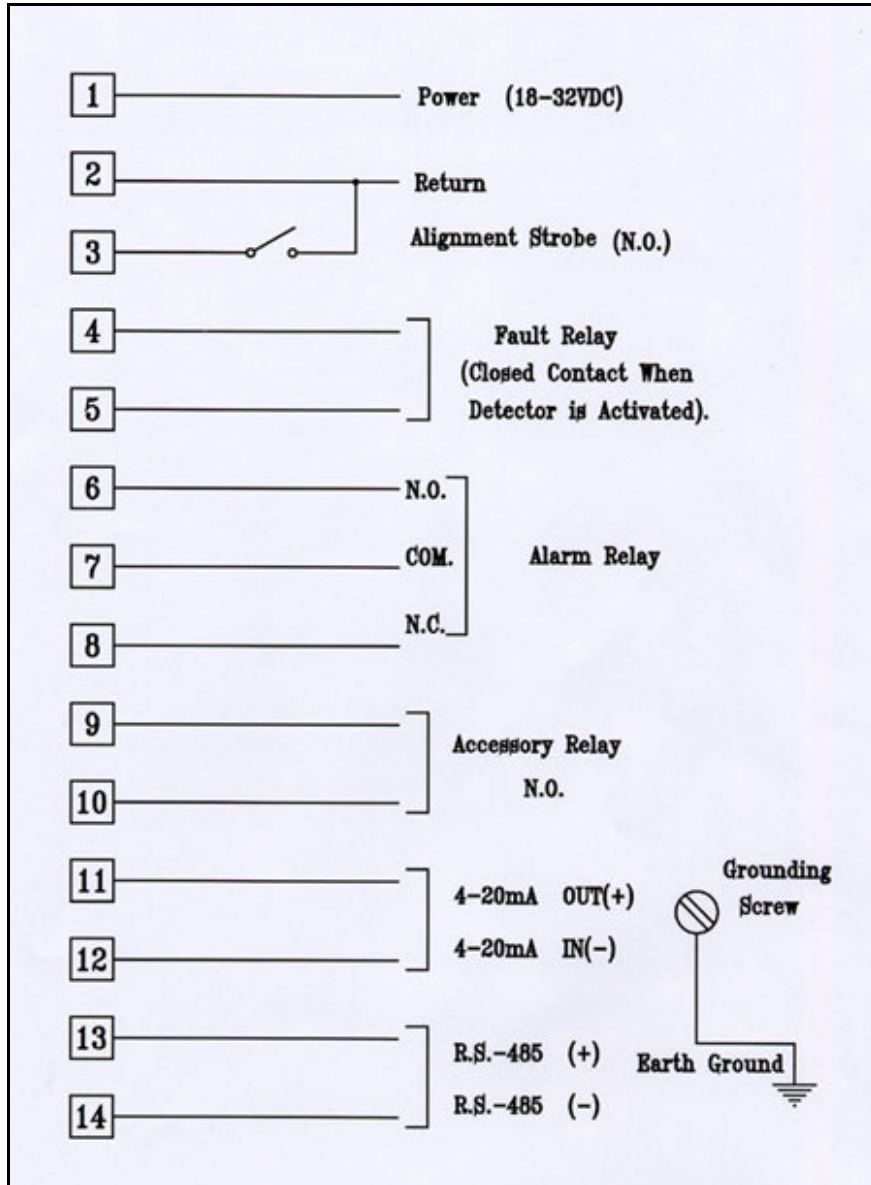 1 Power (18-32VDC)
2 Return
3 Alignment Strobe (N.O.)
4 Fault Relay
(Closed Contact When
5 Detector is Activated).
6 N.O.
7 COM. Alarm Relay
8 N.C.
9 Accessory Relay
10 N.O.
11 4-20mA OUT(+)
12 4-20mA IN(-)
Grounding
Screw
13 R.S.-485 (+)
14 R.S.-485 (-)
Earth Ground